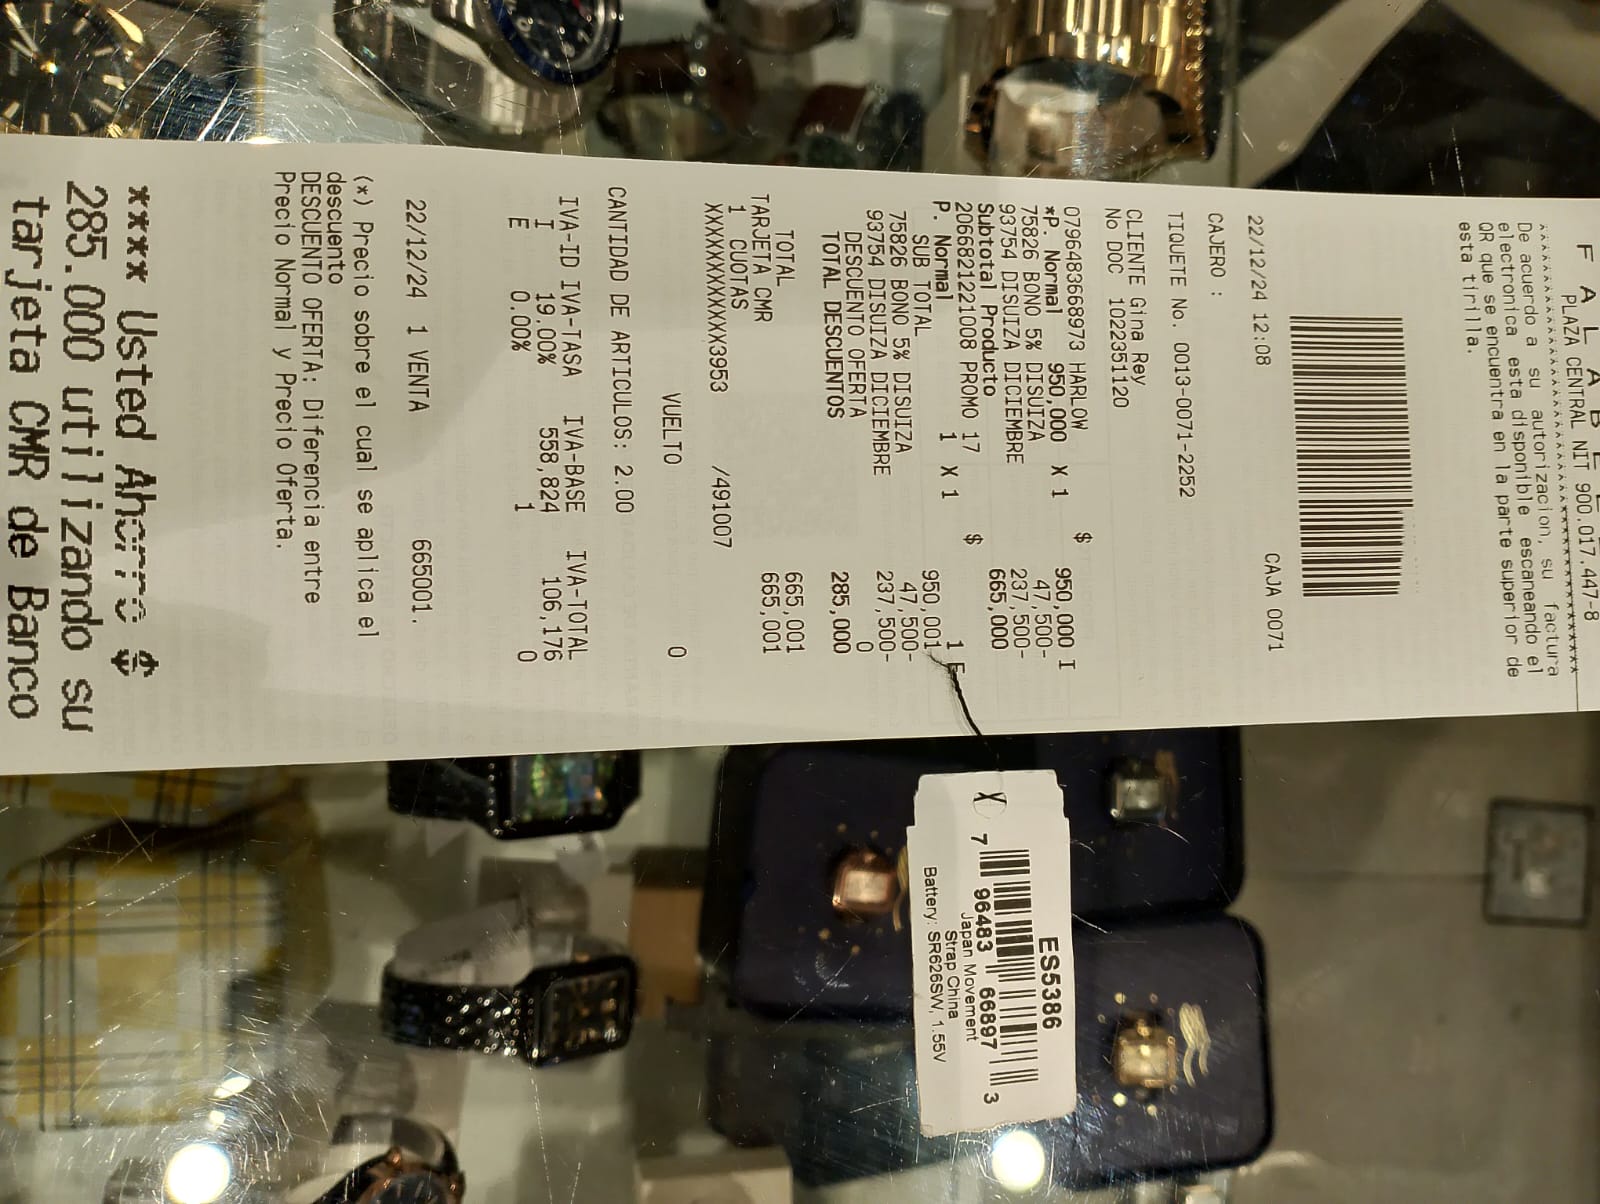 F A L A B E L
PLAZA CENTRAL NIT 900.017.447-8
****************************************
De acuerdo a su autorizacion, su factura
electronica esta disponible escaneando el
QR que se encuentra en la parte superior de
esta tirilla.
22/12/24 12:08 CAJA 0071
CAJERO :
TIQUETE No. 0013-0071-2252
CLIENTE Gina Rey
No DOC 1022351120
$
0796483668973 HARLOW 950,000 I
*P. Normal 950,000 X 1
75826 BONO 5% DISUIZA 47,500-
93754 DISUIZA DICIEMBRE 237,500-
Subtotal Producto 665,000
$
2066821221008 PROMO 17 1 E
P. Normal 1 X 1
SUB TOTAL 950,001
75826 BONO 5% DISUIZA 47,500-
93754 DISUIZA DICIEMBRE 237,500-
DESCUENTO OFERTA 0
TOTAL DESCUENTOS 285,000
TOTAL 665,001
TARJETA CMR 665,001
1 CUOTAS
XXXXXXXXXXXX3953 /491007
VUELTO 0
CANTIDAD DE ARTICULOS: 2.00
IVA-ID IVA-TASA IVA-BASE IVA-TOTAL
I 19.00% 558,824 106,176
E 0.00% 1 0
22/12/24 1 VENTA 665001.
(*) Precio sobre el cual se aplica el
descuento
DESCUENTO OFERTA: Diferencia entre
Precio Normal y Precio Oferta.
**** Usted Ahorro $
285.000 utilizando su
tarjeta CMR de Banco
ES5386
X
7 96483 66897 3
Japan Movement
Strap China
Battery: SR626SW, 1.55V